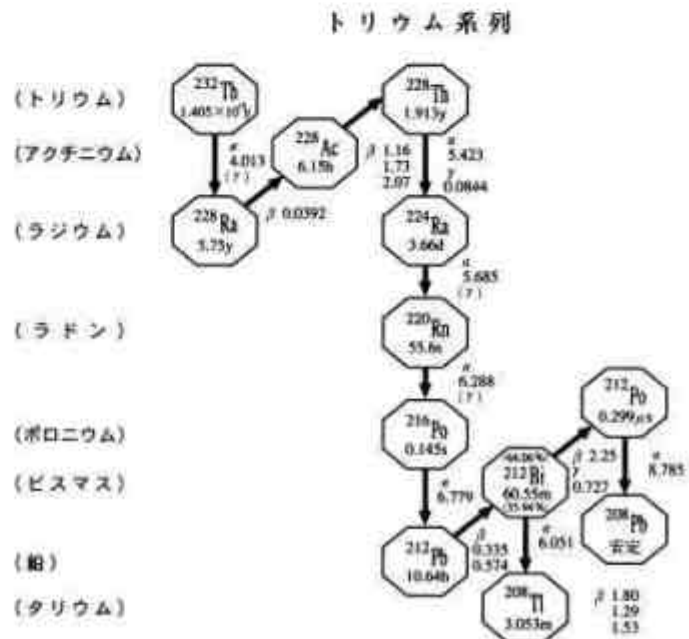 トリウム系列
(トリウム)
232Th
228Th
1.913y
(アクチニウム)
228Ac
6.15h
α
4.013
(γ)
β 1.16
1.73
2.07
α
5.423
γ
0.0844
(ラジウム)
228Ra
5.75y
β 0.0392
224Ra
3.66d
α
5.685
(γ)
(ラドン)
220Rn
55.6s
α
6.288
(γ)
(ポロニウム)
216Po
0.145s
212Po
0.299μs
(ビスマス)
α
6.779
212Bi
60.55m
(35.94%)
β 2.25
γ
0.727
α
8.785
(鉛)
212Pb
10.64h
β
0.335
0.574
α
6.051
208Pb
安定
(タリウム)
208Tl
3.053m
β 1.80
1.29
1.53